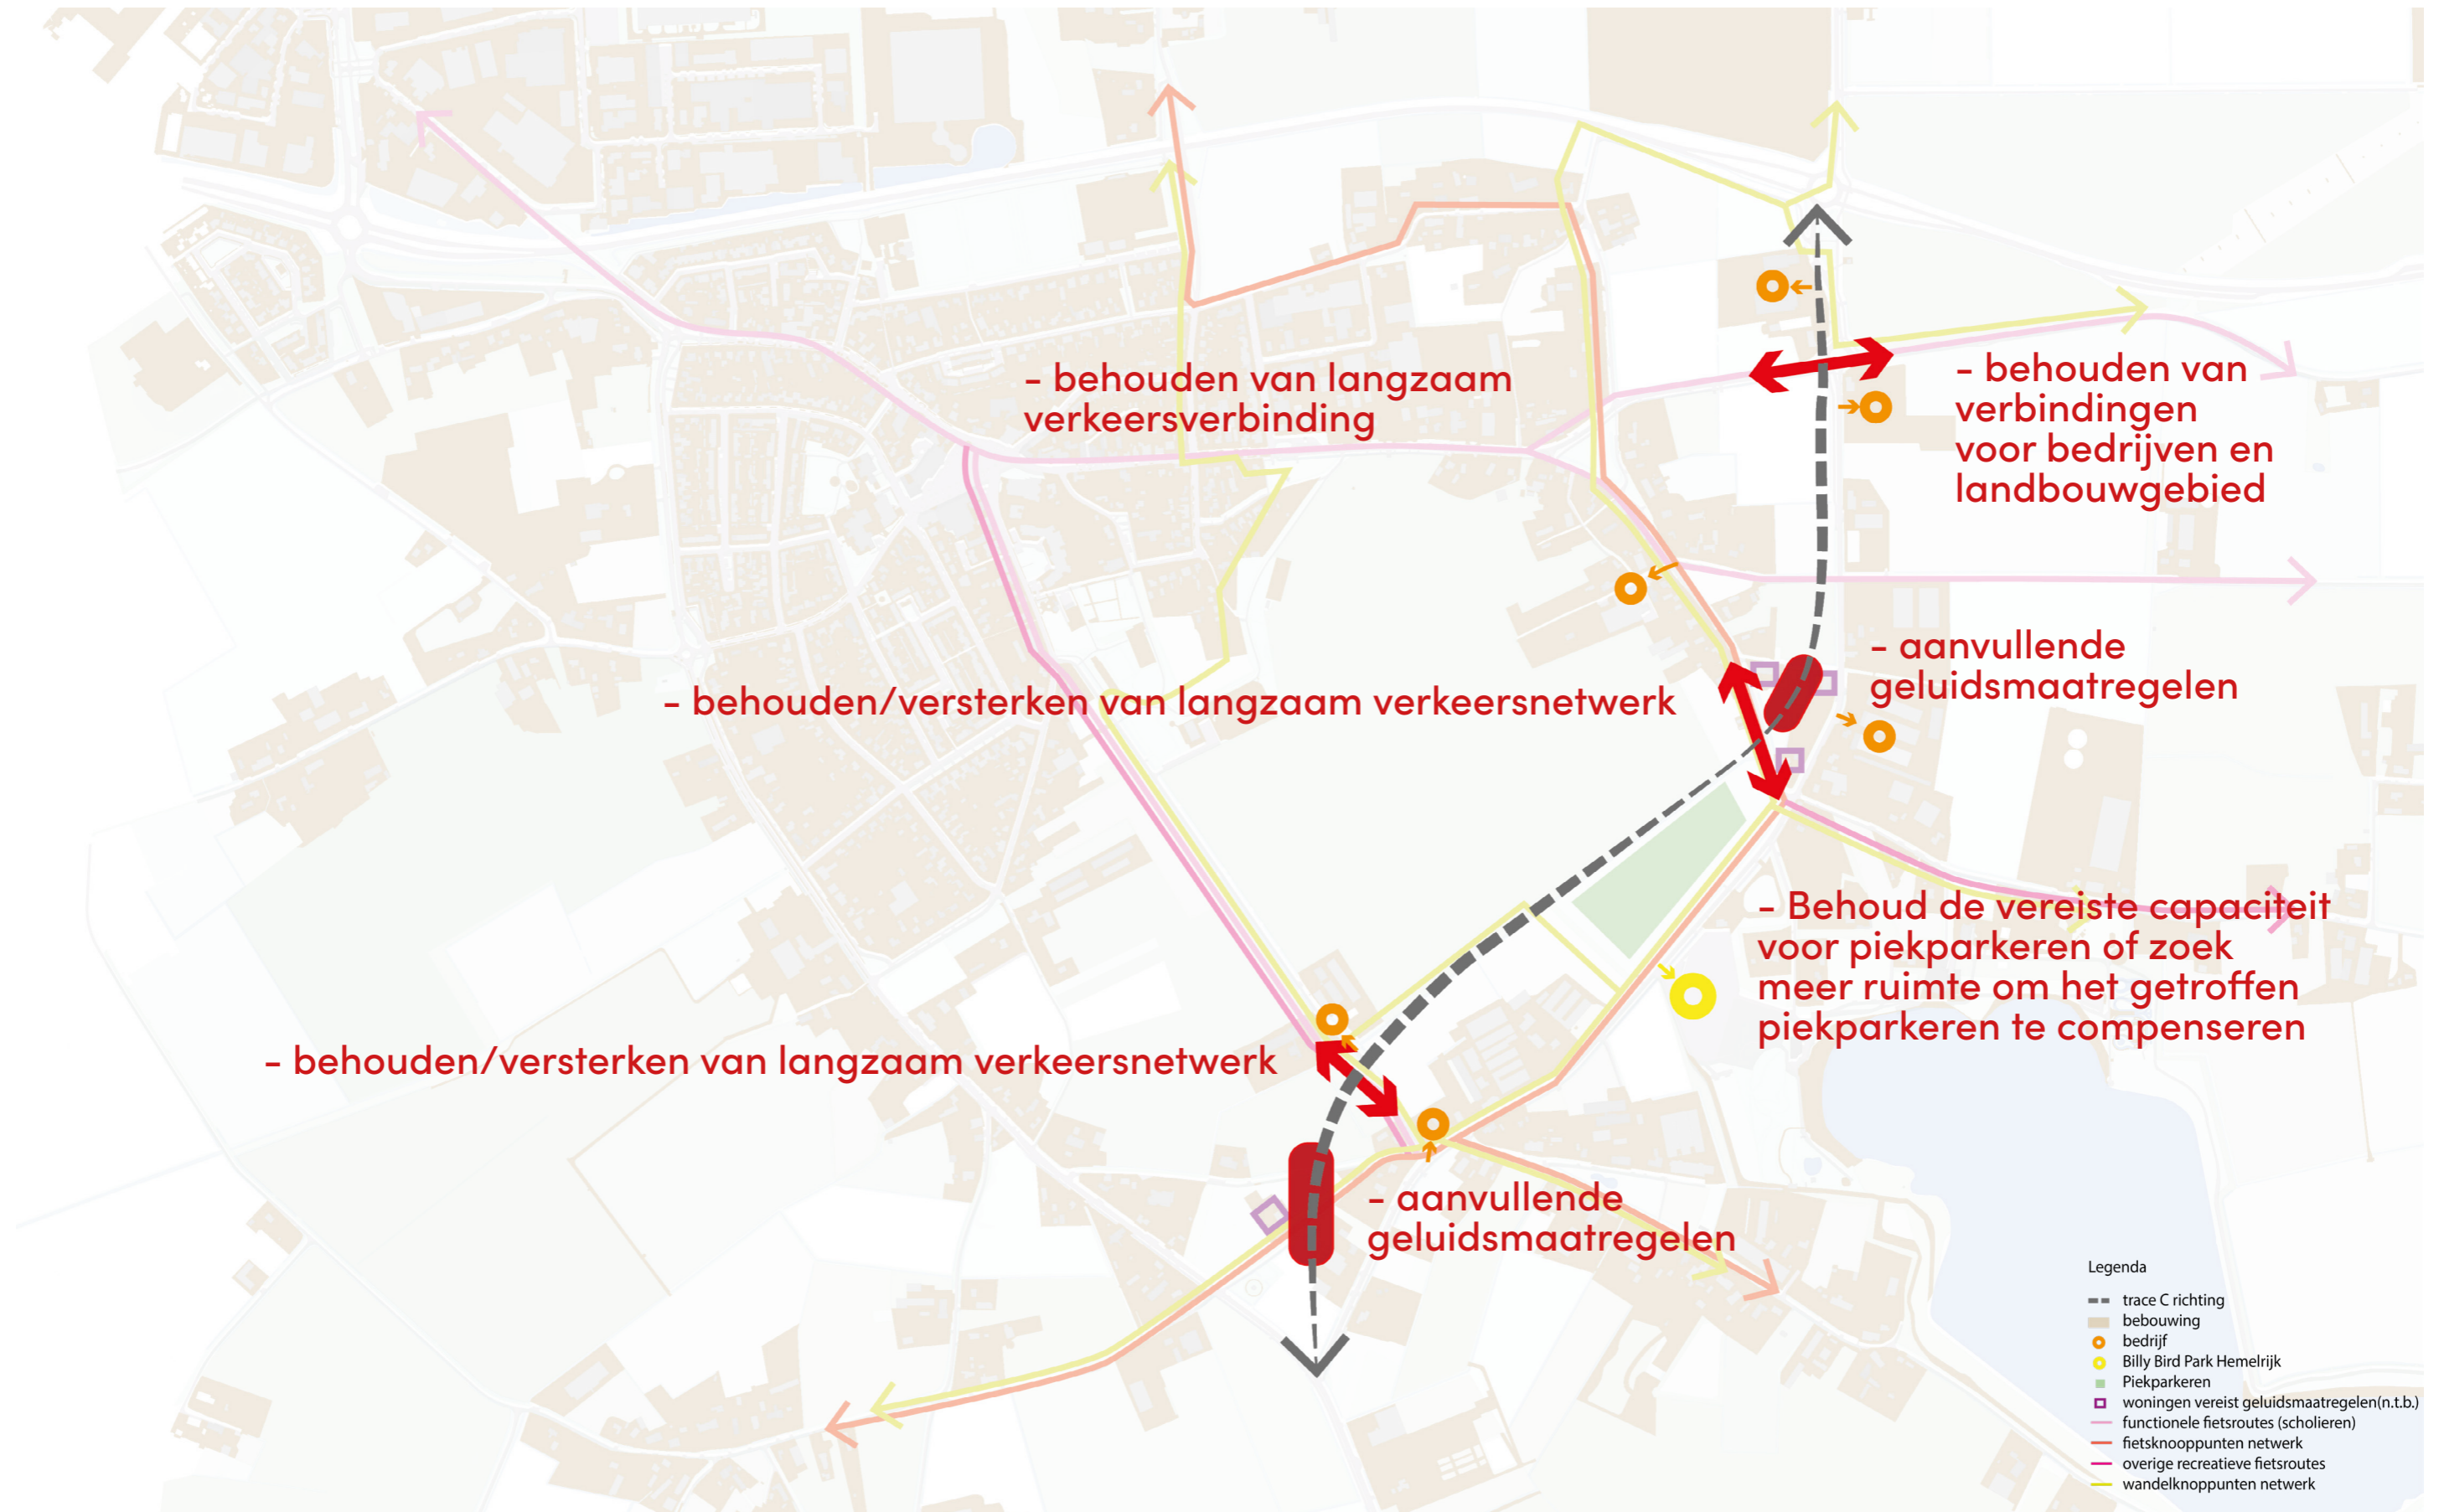 - behouden van langzaam
verkeersverbinding
- behouden van
verbindingen
voor bedrijven en
landbouwgebied
- aanvullende
geluidsmaatregelen
- behouden/versterken van langzaam verkeersnetwerk
- Behoud de vereiste capaciteit
voor piekparkeren of zoek
meer ruimte om het getroffen
piekparkeren te compenseren
- behouden/versterken van langzaam verkeersnetwerk
- aanvullende
geluidsmaatregelen
Legenda
trace C richting
bebouwing
bedrijf
Billy Bird Park Hemelrijk
Piekparkeren
woningen vereist geluidsmaatregelen(n.t.b.)
functionele fietsroutes (scholieren)
fietsknooppunten netwerk
overige recreatieve fietsroutes
wandelknoppunten netwerk